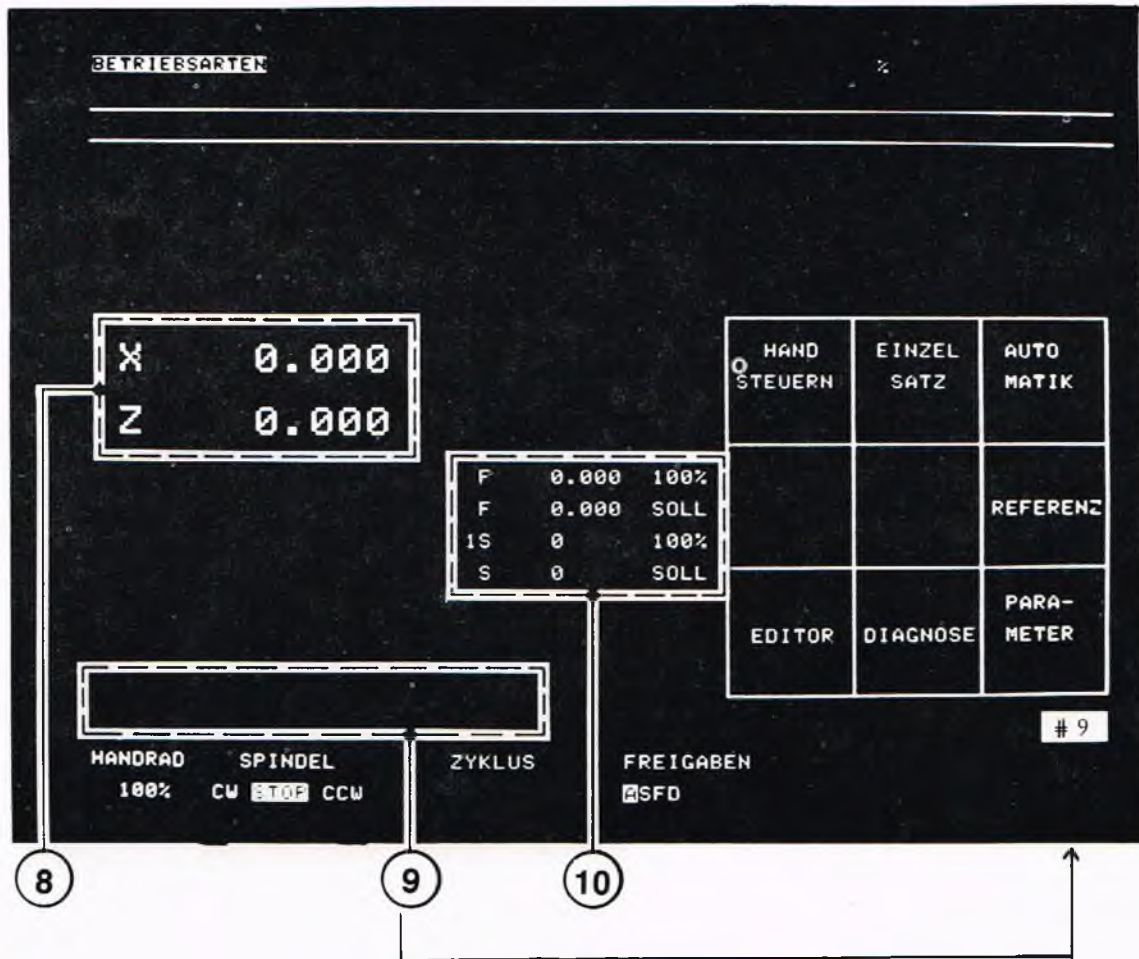 BETRIEBSARTEN %
X 0.000
Z 0.000
F 0.000 100%
F 0.000 SOLL
1S 0 100%
S 0 SOLL
HAND STEUERN
EINZEL SATZ
AUTO MATIK
REFERENZ
EDITOR
DIAGNOSE
PARA-
METER
# 9
HANDRAD SPINDEL ZYKLUS FREIGABEN
100% CW STOP CCW ASFD
8 9 10